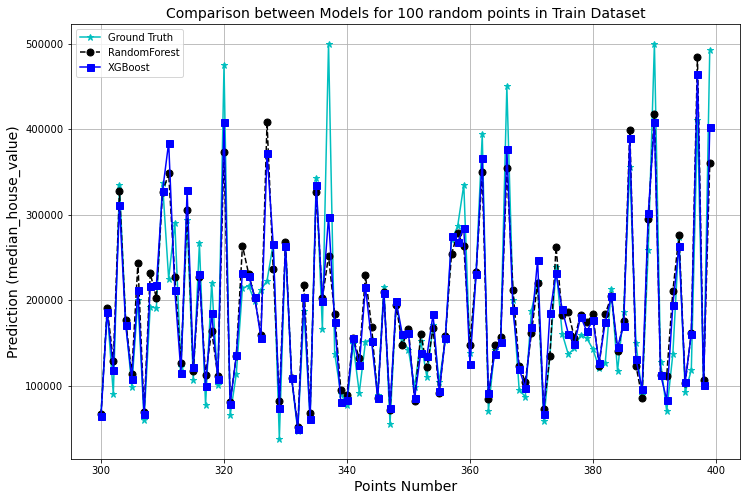 Comparison between Models for 100 random points in Train Dataset
Ground Truth
RandomForest
XGBoost
500000
400000
300000
200000
100000
Prediction (median_house_value)
300
320
340
360
380
400
Points Number